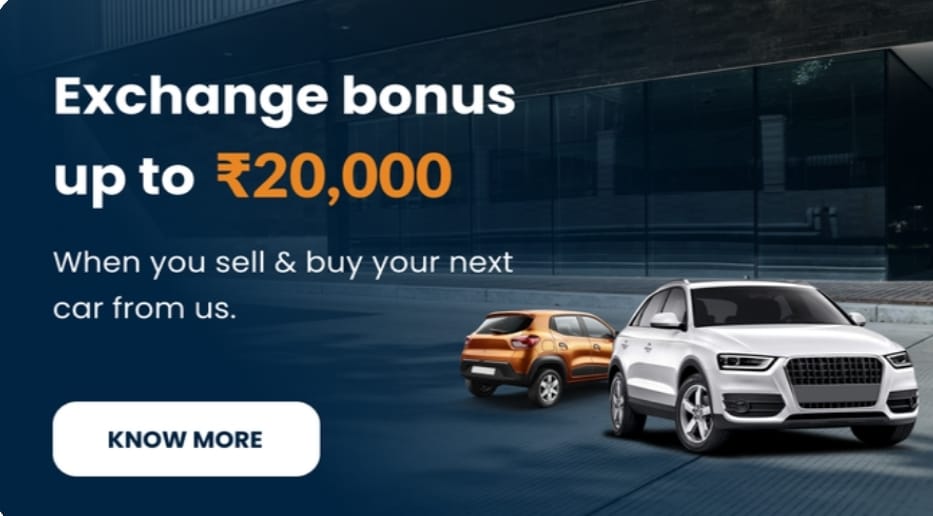 Exchange bonus
up to ₹20,000
When you sell & buy your next
car from us.
KNOW MORE